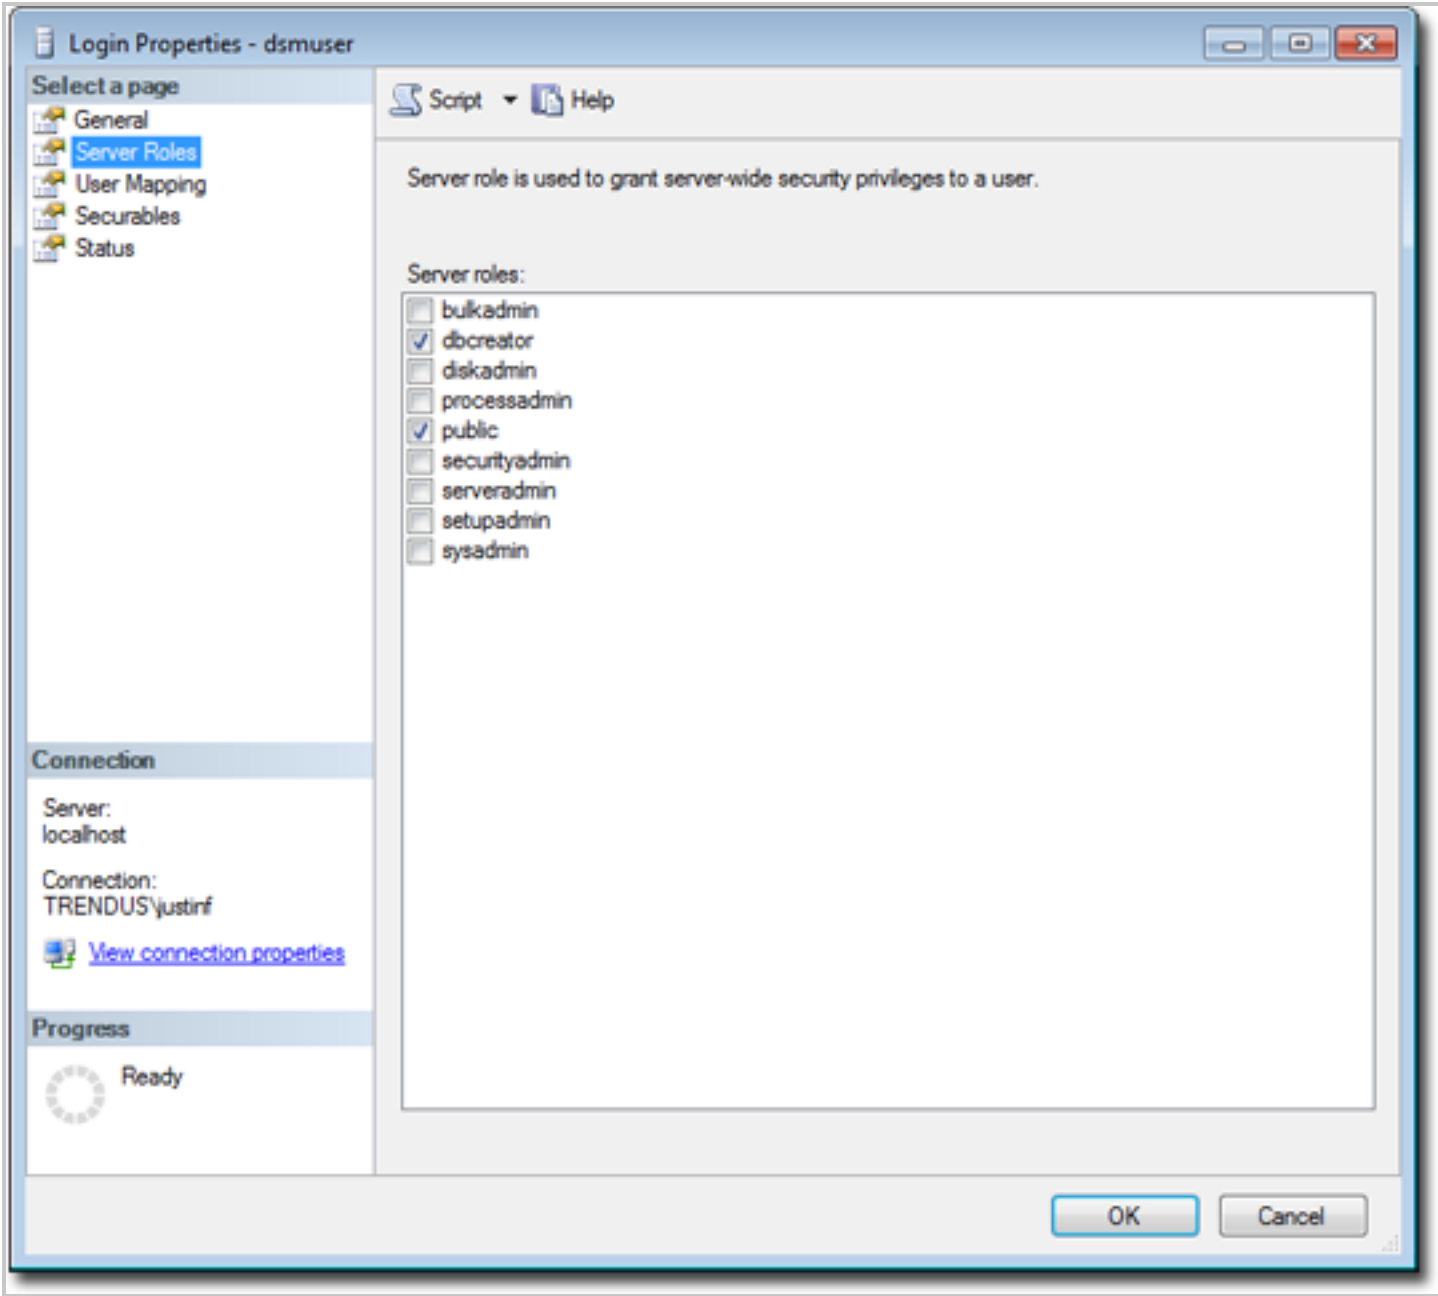 Login Properties - dsmuser
Select a page
General
Server Roles
User Mapping
Securables
Status
Script
Help
Server role is used to grant server-wide security privileges to a user.
Server roles:
bulkadmin
dbcreator
diskadmin
processadmin
public
securityadmin
serveradmin
setupadmin
sysadmin
Connection
Server:
localhost
Connection:
TRENDUS\justinf
View connection properties
Progress
Ready
OK
Cancel